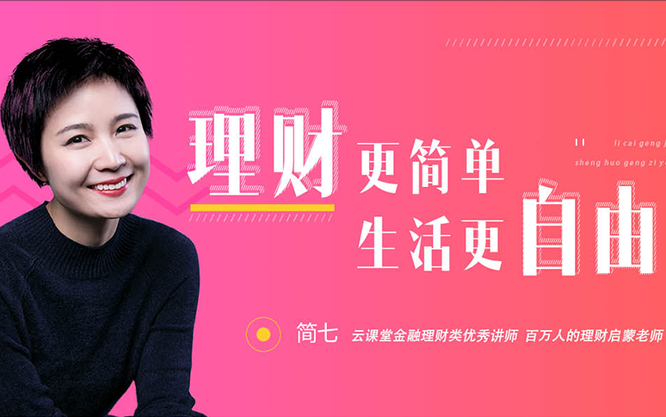 理财更简单
li cai geng j
sheng huo geng zi y
生活更自由
简七 云课堂金融理财类优秀讲师 百万人的理财启蒙老师